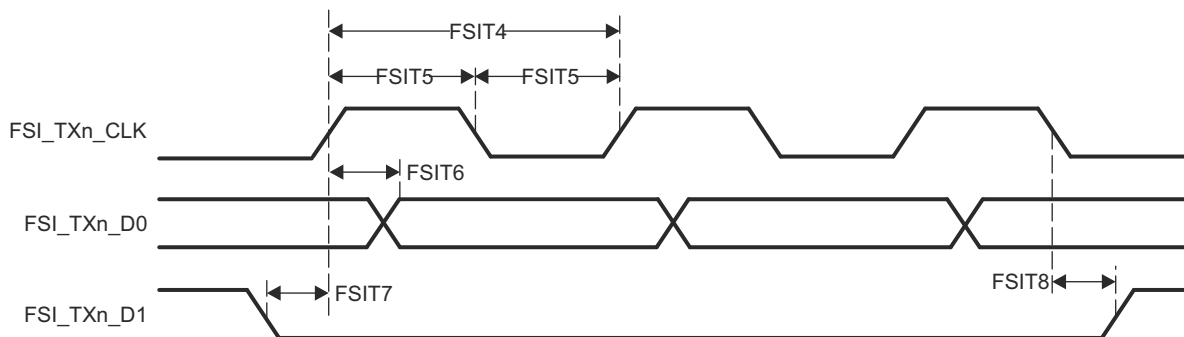 FSIT4
FSIT5 FSIT5
FSI_TXn_CLK
FSIT6
FSI_TXn_D0
FSIT7 FSIT8
FSI_TXn_D1